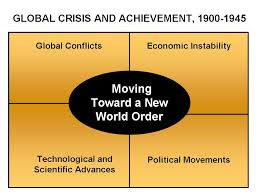 GLOBAL CRISIS AND ACHIEVEMENT, 1900-1945
Global Conflicts
Economic Instability
Moving
Toward a New
World Order
Technological and
Scientific Advances
Political Movements